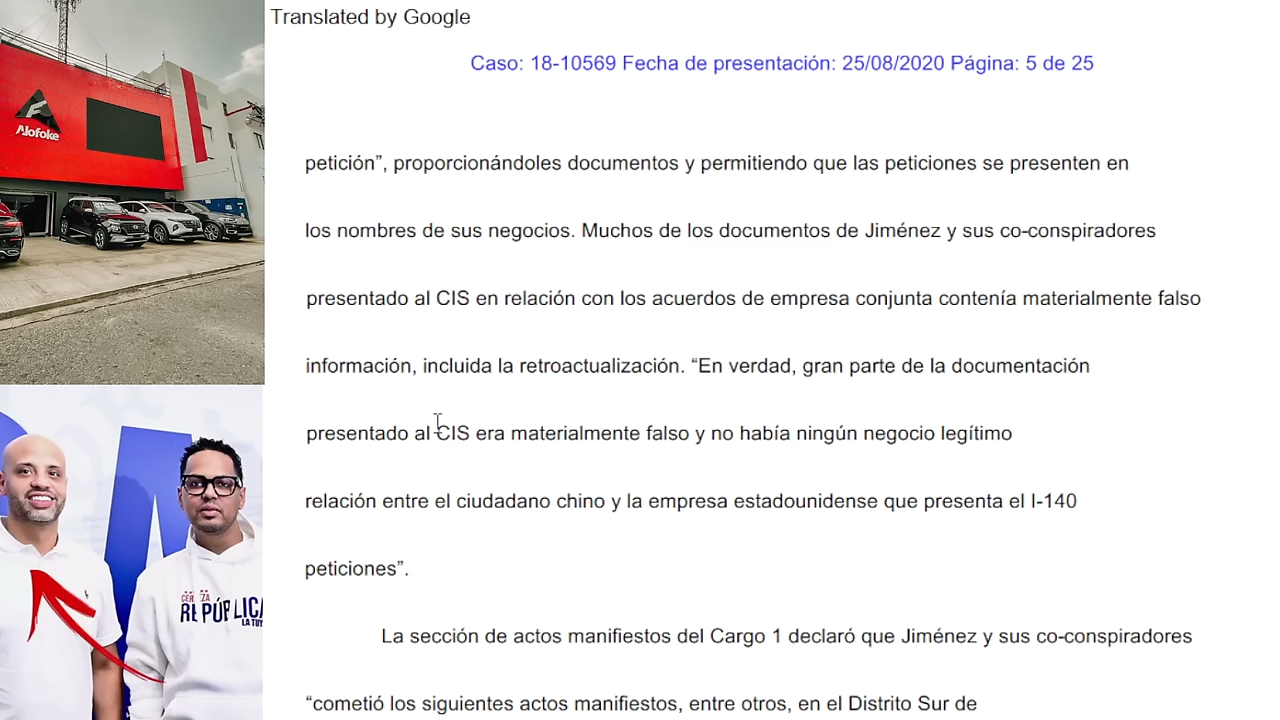 Translated by Google
Caso: 18-10569 Fecha de presentación: 25/08/2020 Página: 5 de 25
Alofoke
petición”, proporcionándoles documentos y permitiendo que las peticiones se presenten en
los nombres de sus negocios. Muchos de los documentos de Jiménez y sus co-conspiradores
presentado al CIS en relación con los acuerdos de empresa conjunta contenía materialmente falso
información, incluida la retroactualización. “En verdad, gran parte de la documentación
presentado al CIS era materialmente falso y no había ningún negocio legítimo
relación entre el ciudadano chino y la empresa estadounidense que presenta el I-140
peticiones”.
La sección de actos manifiestos del Cargo 1 declaró que Jiménez y sus co-conspiradores
“cometió los siguientes actos manifiestos, entre otros, en el Distrito Sur de
REPÚBLICA
LA TUY